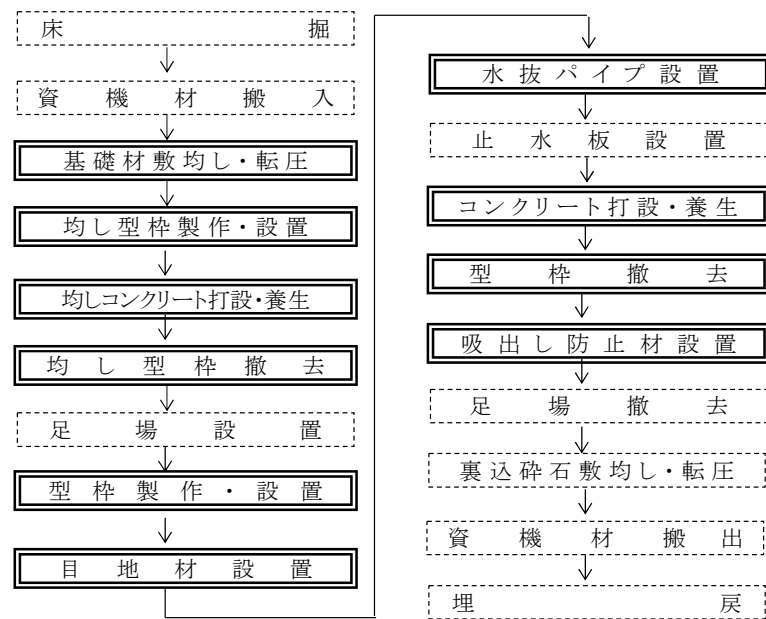 床掘
資機材搬入
基礎材敷均し・転圧
均し型枠製作・設置
均しコンクリート打設・養生
均し型枠撤去
足場設置
型枠製作・設置
目地材設置
水抜パイプ設置
止水板設置
コンクリート打設・養生
型枠撤去
吸出し防止材設置
足場撤去
裏込砕石敷均し・転圧
資機材搬出
埋戻